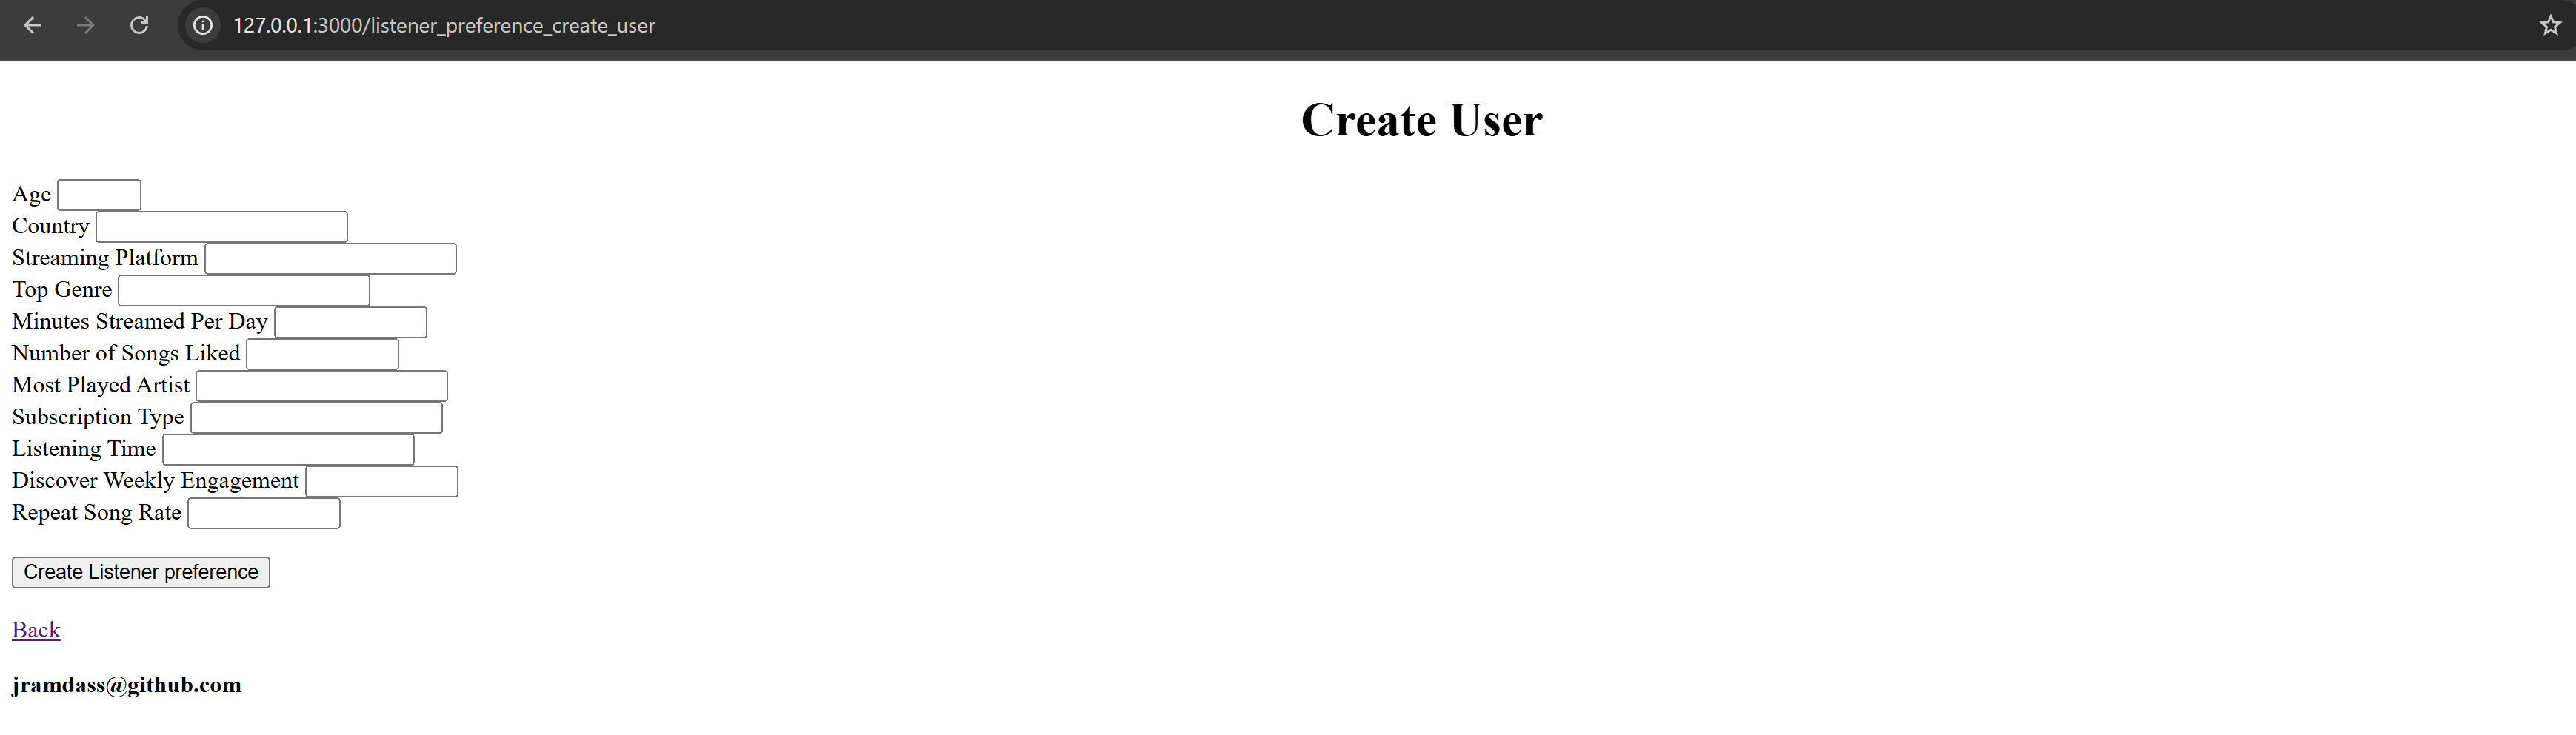 127.0.0.1:3000/listener_preference_create_user
Create User
Age
Country
Streaming Platform
Top Genre
Minutes Streamed Per Day
Number of Songs Liked
Most Played Artist
Subscription Type
Listening Time
Discover Weekly Engagement
Repeat Song Rate
Create Listener preference
Back
jramdass@github.com